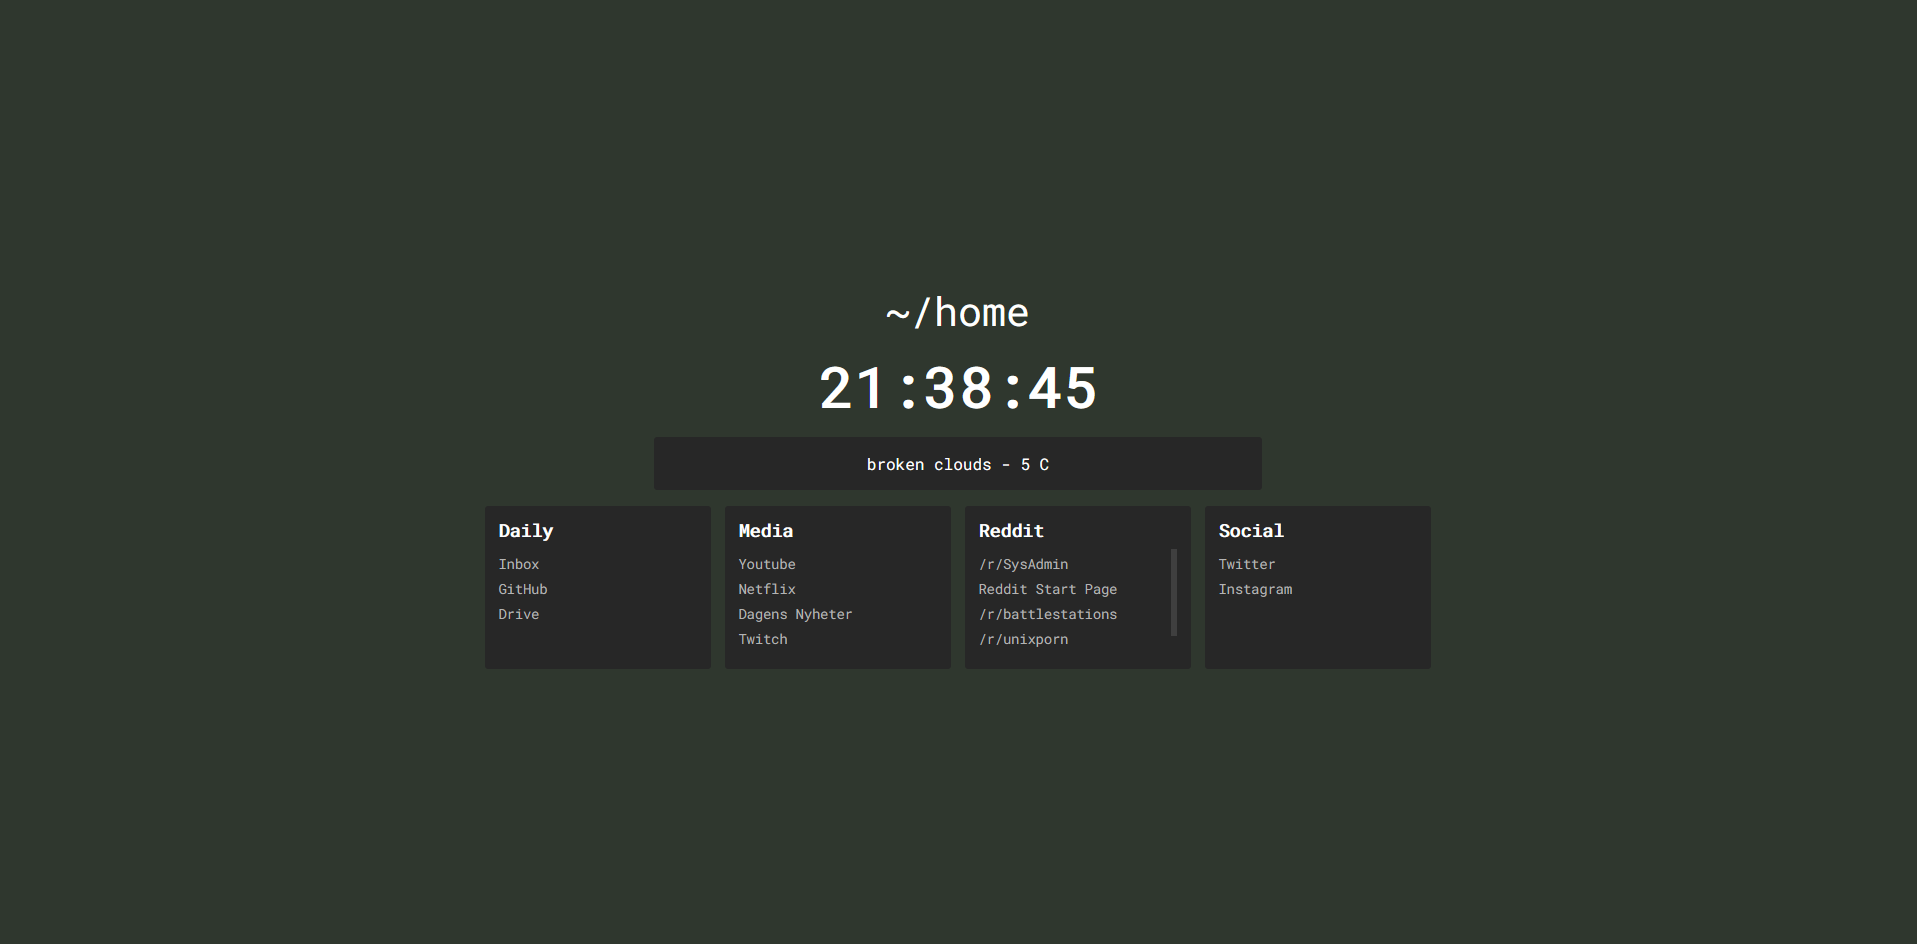 ~/home
21:38:45
broken clouds - 5 C
Daily
Inbox
GitHub
Drive
Media
Youtube
Netflix
Dagens Nyheter
Twitch
Reddit
/r/SysAdmin
Reddit Start Page
/r/battlestations
/r/unixporn
Social
Twitter
Instagram